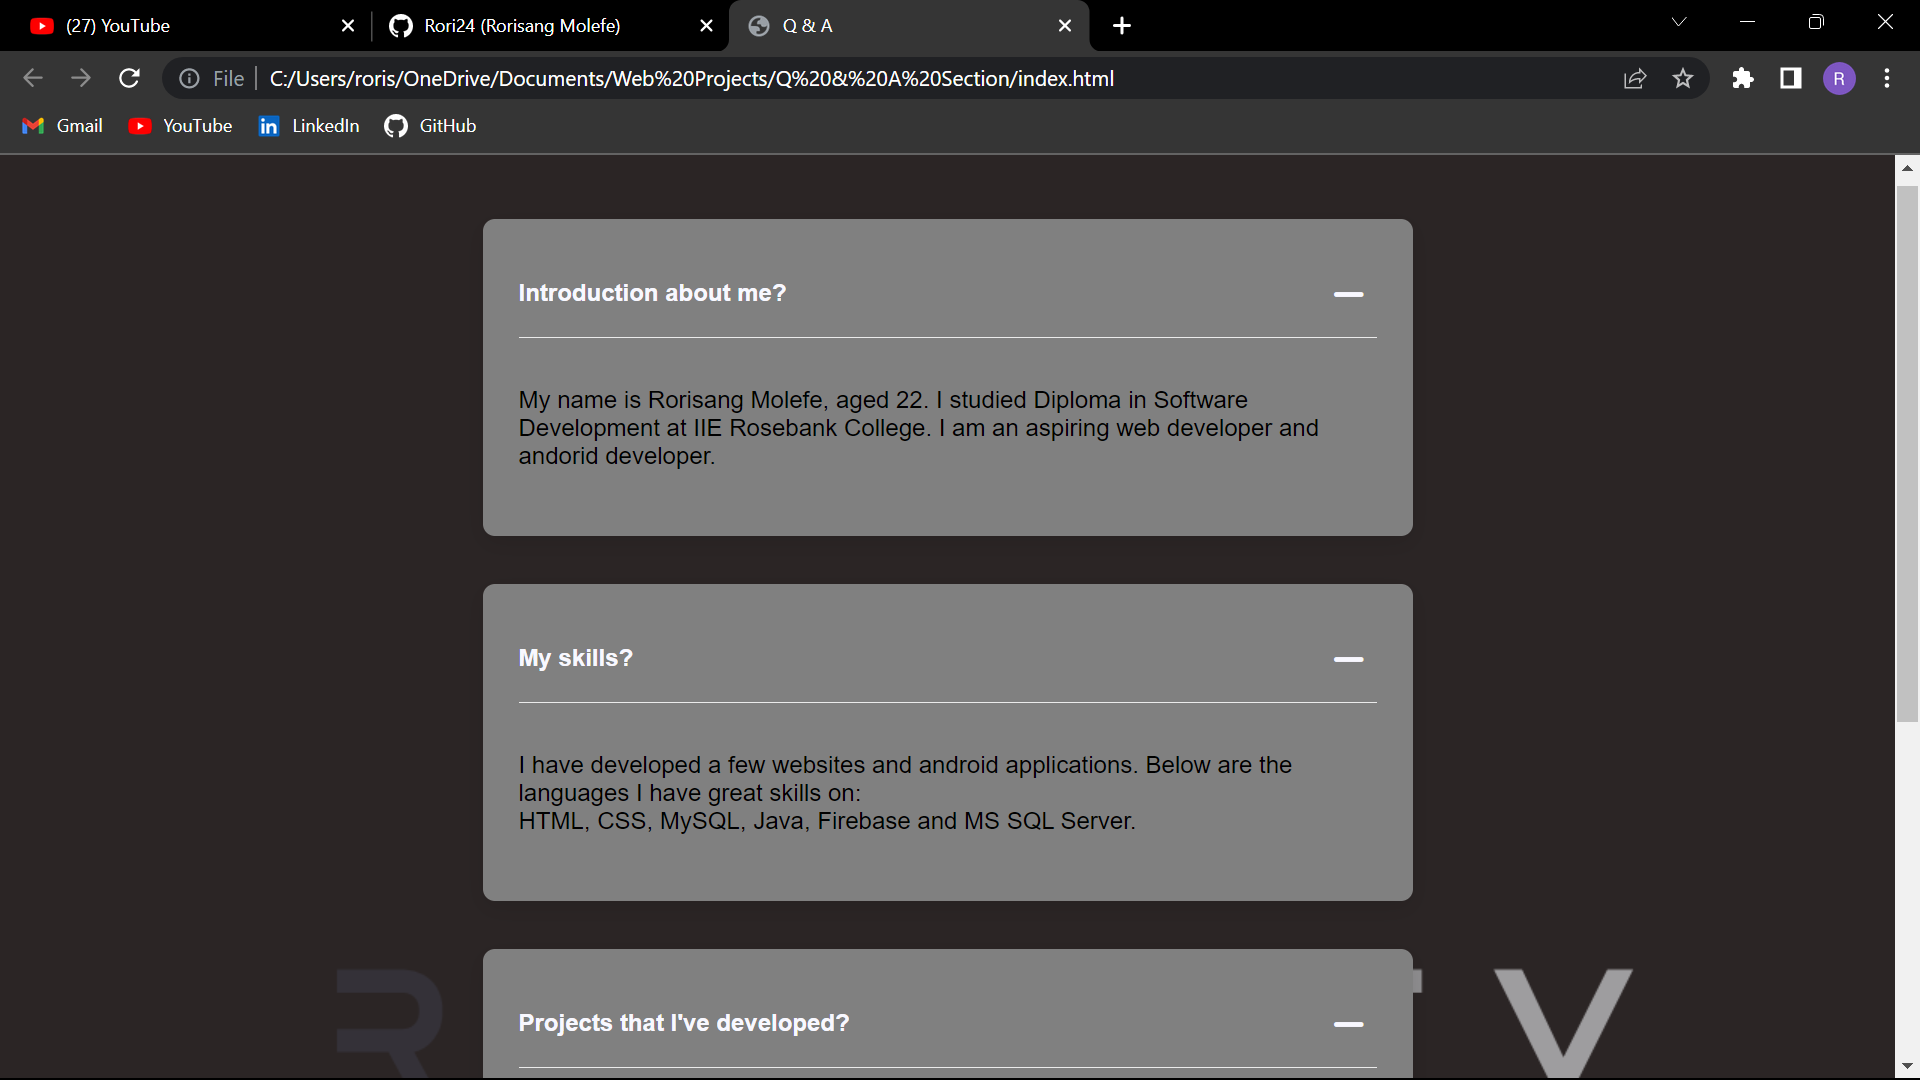 (27) YouTube
Rori24 (Rorisang Molefe)
Q & A
File
C:/Users/roris/OneDrive/Documents/Web%20Projects/Q%20&%20A%20Section/index.html
R
Gmail
YouTube
LinkedIn
GitHub
Introduction about me?
My name is Rorisang Molefe, aged 22. I studied Diploma in Software
Development at IIE Rosebank College. I am an aspiring web developer and
andorid developer.
My skills?
I have developed a few websites and android applications. Below are the
languages I have great skills on:
HTML, CSS, MySQL, Java, Firebase and MS SQL Server.
Projects that I've developed?
R
V